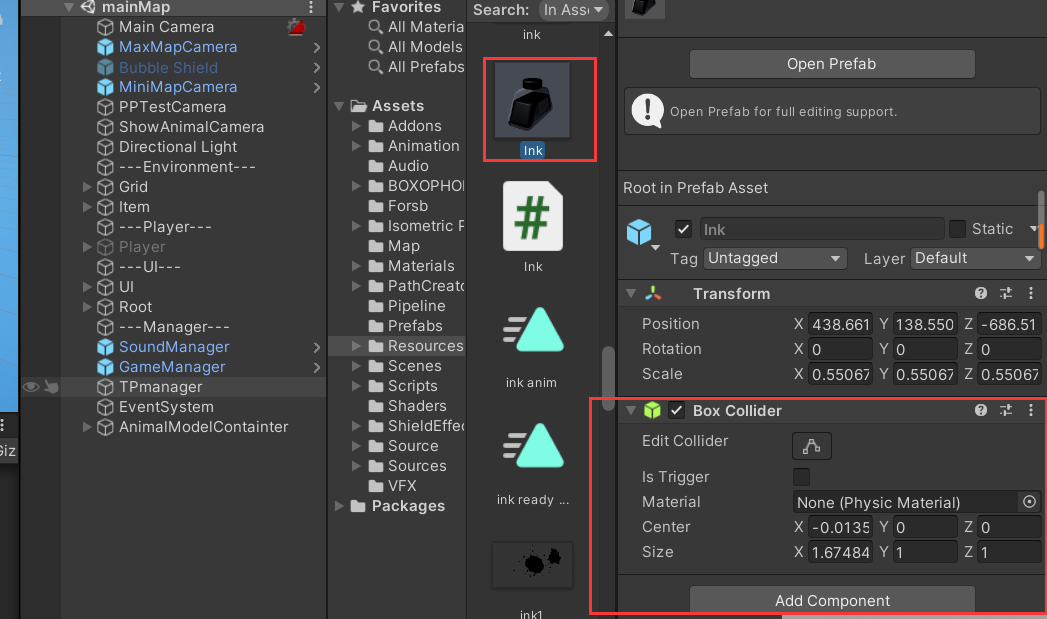 mainMap
Main Camera
MaxMapCamera
Bubble Shield
MiniMapCamera
PPTestCamera
ShowAnimalCamera
Directional Light
---Environment---
Grid
Item
---Player---
Player
---UI---
UI
Root
---Manager---
SoundManager
GameManager
TPmanager
EventSystem
AnimalModelContainter
Giz
Favorites
All Materia
All Models
All Prefabs
Assets
Addons
Animation
Audio
BOXOPHOI
Forsb
Isometric P
Map
Materials
PathCreato
Pipeline
Prefabs
Resources
Scenes
Scripts
Shaders
ShieldEffec
Source
Sources
VFX
Packages
Search: In Ass
ink
Ink
#
Ink
ink anim
ink ready ...
ink1
Open Prefab
Open Prefab for full editing support.
Root in Prefab Asset
Ink
Static
Tag Untagged Layer Default
Transform
Position X 438.661 Y 138.550 Z -686.51
Rotation X 0 Y 0 Z 0
Scale X 0.55067 Y 0.55067 Z 0.55067
Box Collider
Edit Collider
Is Trigger
Material None (Physic Material)
Center X -0.0135 Y 0 Z 0
Size X 1.67484 Y 1 Z 1
Add Component